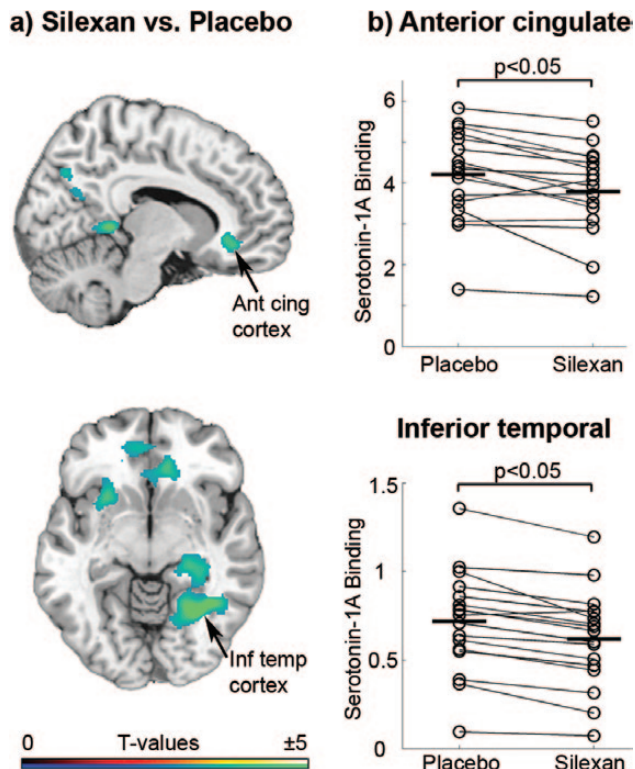 a) Silexan vs. Placebo
Ant cing
cortex
Inf temp
cortex
0 T-values ±5
b) Anterior cingulate
p<0.05
Serotonin-1A Binding
6
4
2
0
Placebo Silexan
Inferior temporal
p<0.05
Serotonin-1A Binding
1.5
1
0.5
0
Placebo Silexan